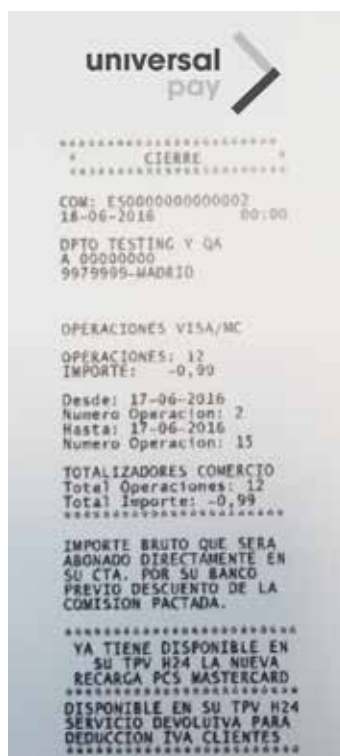 universal
pay
***********************
* CIERRE *
***********************
COM: ES0000000000002
18-06-2016 00:00
DPTO TESTING Y QA
A 00000000
9979999-MADRID
OPERACIONES VISA/MC
OPERACIONES: 12
IMPORTE: -0,99
Desde: 17-06-2016
Numero Operacion: 2
Hasta: 17-06-2016
Numero Operacion: 15
TOTALIZADORES COMERCIO
Total Operaciones: 12
Total Importe: -0,99
***********************
IMPORTE BRUTO QUE SERA
ABONADO DIRECTAMENTE EN
SU CTA. POR SU BANCO
PREVIO DESCUENTO DE LA
COMISION PACTADA.
************************
YA TIENE DISPONIBLE EN
SU TPV H24 LA NUEVA
RECARGA PCS MASTERCARD
************************
DISPONIBLE EN SU TPV H24
SERVICIO DEVOLUTIVA PARA
DEDUCCION IVA CLIENTES
************************